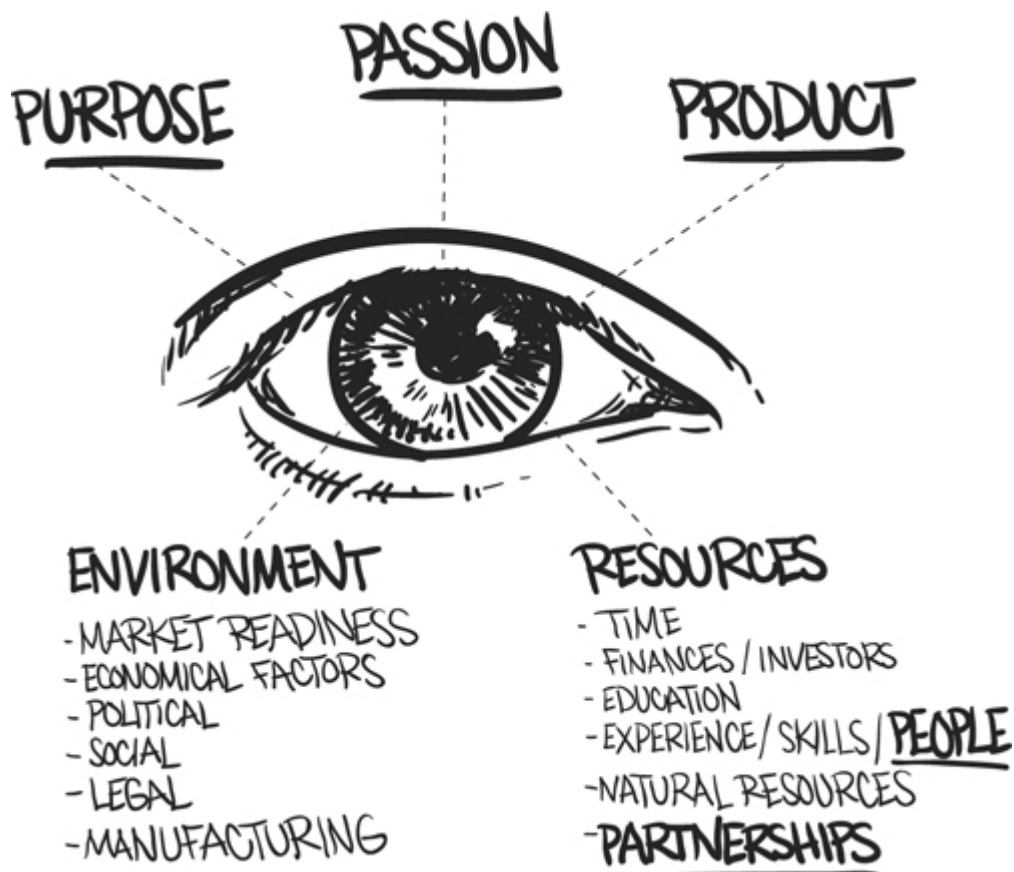 PASSION
PURPOSE
PRODUCT
ENVIRONMENT
- MARKET READINESS
- ECONOMICAL FACTORS
- POLITICAL
- SOCIAL
- LEGAL
- MANUFACTURING
RESOURCES
- TIME
- FINANCES / INVESTORS
- EDUCATION
- EXPERIENCE / SKILLS / PEOPLE
- NATURAL RESOURCES
- PARTNERSHIPS